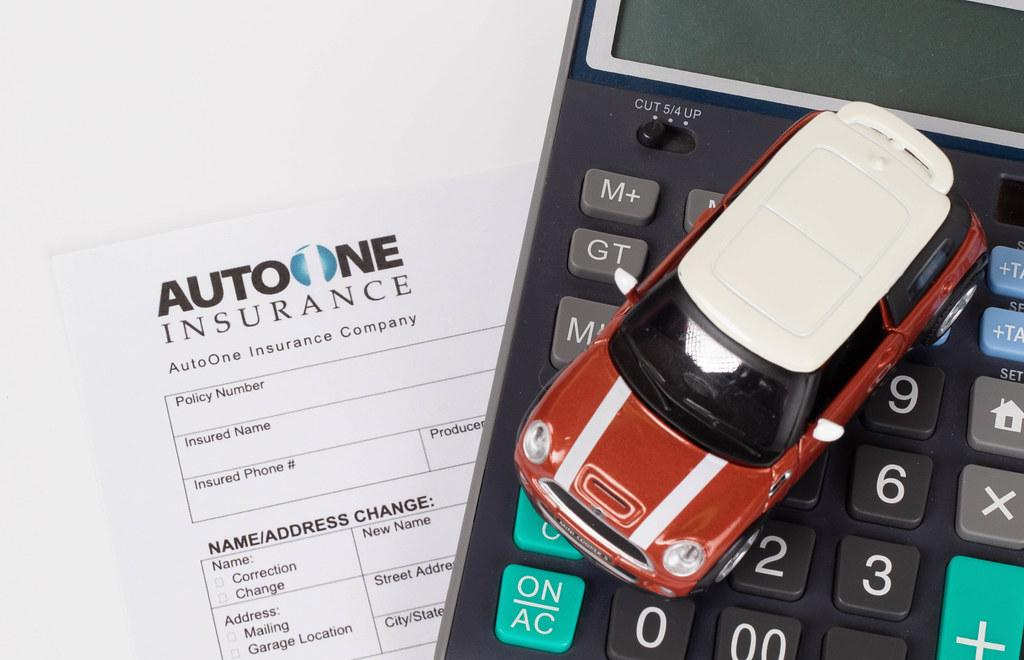 AUTOONE
INSURANCE
AutoOne Insurance Company
Policy Number
Insured Name
Producer
Insured Phone #
NAME/ADDRESS CHANGE:
Name:
New Name
Correction
Change
Street Addre
Address:
Mailing
City/State
Garage Location
CUT 5/4 UP
M+
GT
M
+TA
+TA
SET
9
6
×
ON
AC
2
3
0
00
+